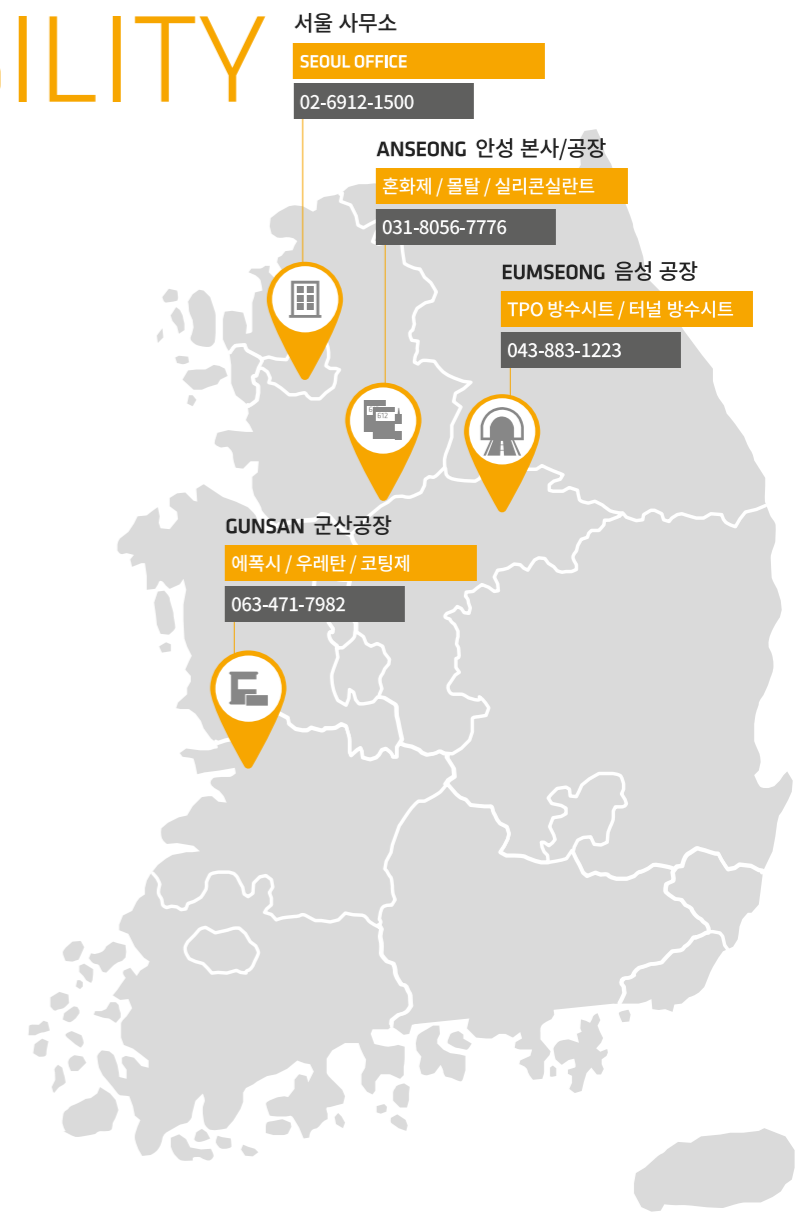 ILITY
서울 사무소
SEOUL OFFICE
02-6912-1500
ANSEONG 안성 본사/공장
혼화제 / 몰탈 / 실리콘실란트
031-8056-7776
EUMSEONG 음성 공장
TPO 방수시트 / 터널 방수시트
043-883-1223
612
GUNSAN 군산공장
에폭시 / 우레탄 / 코팅제
063-471-7982